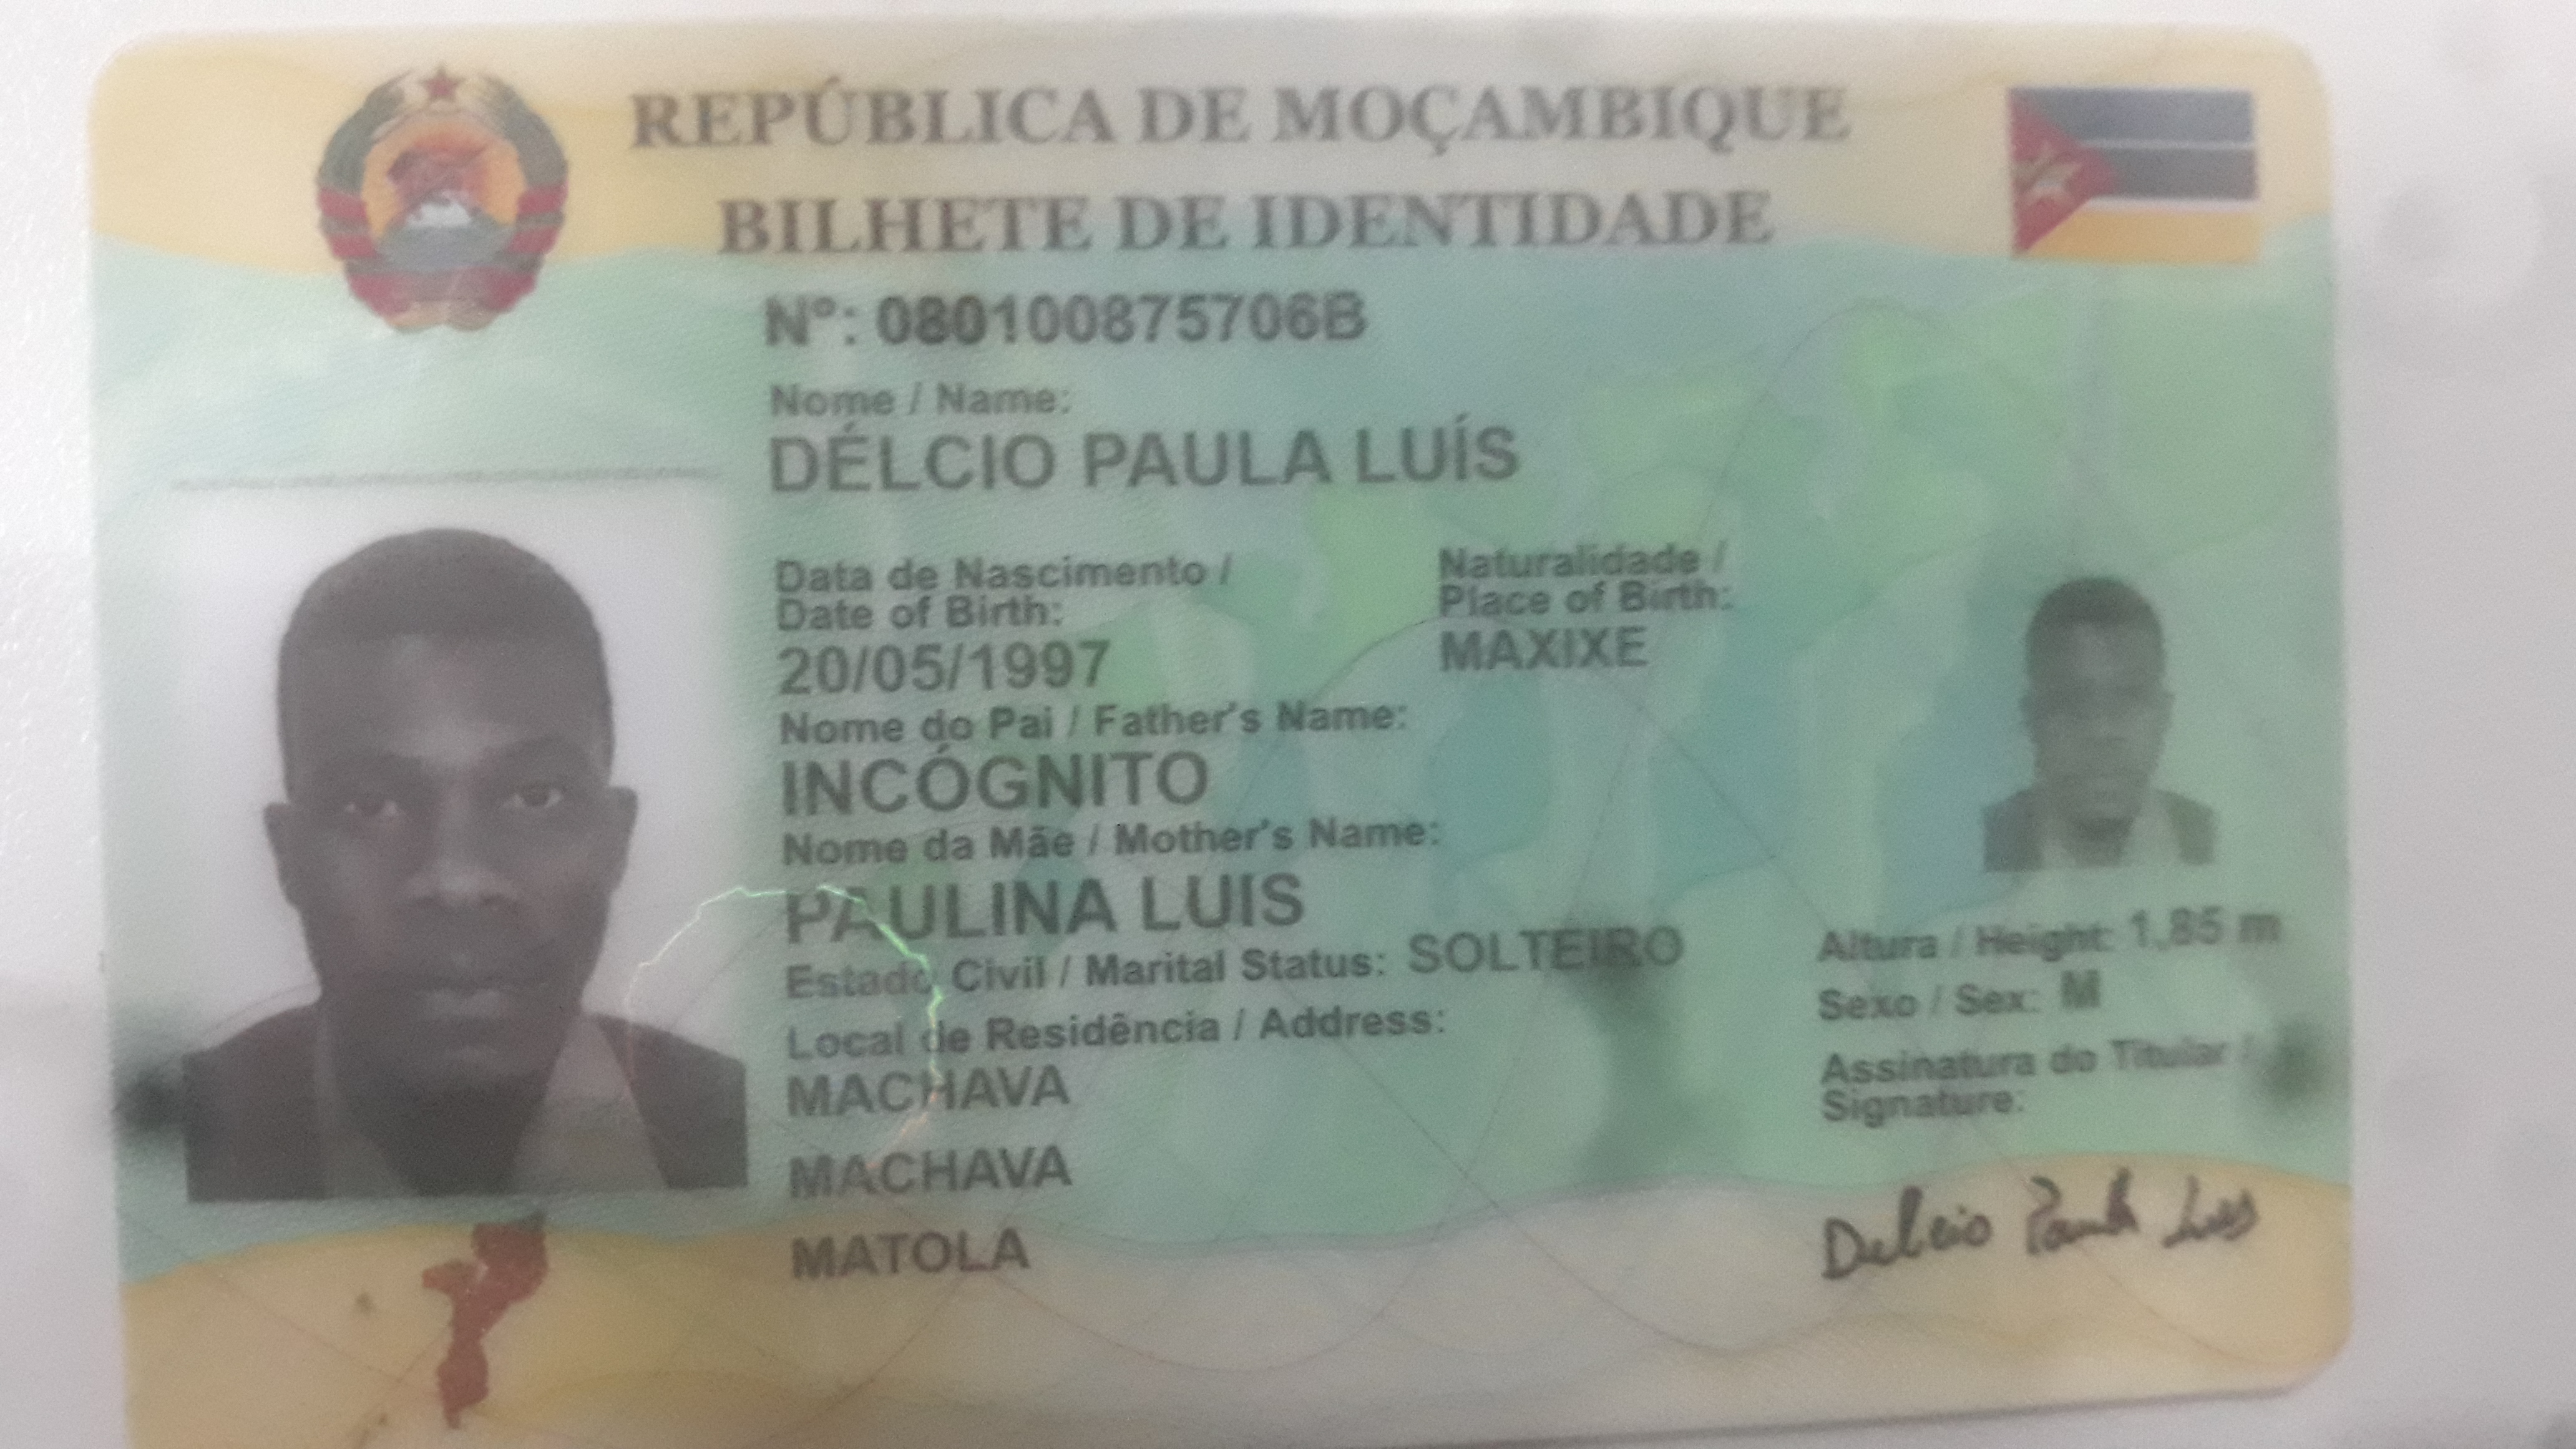 REPÚBLICA DE MOÇAMBIQUE
BILHETE DE IDENTIDADE
Nº: 080100875706B
Nome / Name:
DÉLCIO PAULA LUÍS
Data de Nascimento /
Date of Birth:
20/05/1997
Naturalidade /
Place of Birth:
MAXIXE
Nome do Pai / Father's Name:
INCÓGNITO
Nome da Mãe / Mother's Name:
PAULINA LUIS
Estado Civil / Marital Status: SOLTEIRO
Local de Residência / Address:
MACHAVA
MACHAVA
MATOLA
Altura / Height: 1,85 m
Sexo / Sex: M
Assinatura do Titular /
Signature:
Delcio Paula Luis